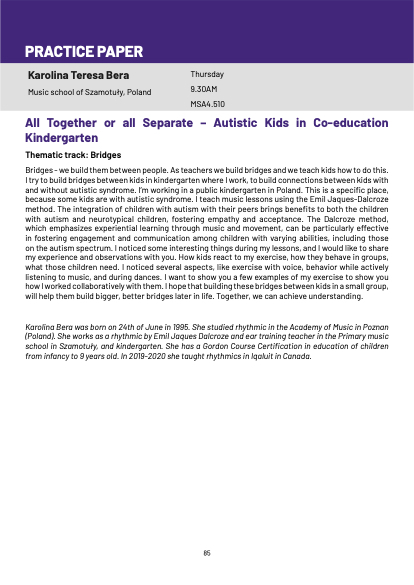 PRACTICE PAPER
Karolina Teresa Bera
Music school of Szamotuły, Poland
Thursday
9.30AM
MSA4.510
All Together or all Separate – Autistic Kids in Co-education
Kindergarten
Thematic track: Bridges
Bridges - we build them between people. As teachers we build bridges and we teach kids how to do this.
I try to build bridges between kids in kindergarten where I work, to build connections between kids with
and without autistic syndrome. I'm working in a public kindergarten in Poland. This is a specific place,
because some kids are with autistic syndrome. I teach music lessons using the Emil Jaques-Dalcroze
method. The integration of children with autism with their peers brings benefits to both the children
with autism and neurotypical children, fostering empathy and acceptance. The Dalcroze method,
which emphasizes experiential learning through music and movement, can be particularly effective
in fostering engagement and communication among children with varying abilities, including those
on the autism spectrum. I noticed some interesting things during my lessons, and I would like to share
my experience and observations with you. How kids react to my exercise, how they behave in groups,
what those children need. I noticed several aspects, like exercise with voice, behavior while actively
listening to music, and during dances. I want to show you a few examples of my exercise to show you
how I worked collaboratively with them. I hope that building these bridges between kids in a small group,
will help them build bigger, better bridges later in life. Together, we can achieve understanding.
Karolina Bera was born on 24th of June in 1995. She studied rhythmic in the Academy of Music in Poznan
(Poland). She works as a rhythmic by Emil Jaques Dalcroze and ear training teacher in the Primary music
school in Szamotuły, and kindergarten. She has a Gordon Course Certification in education of children
from infancy to 9 years old. In 2019-2020 she taught rhythmics in Iqaluit in Canada.
85